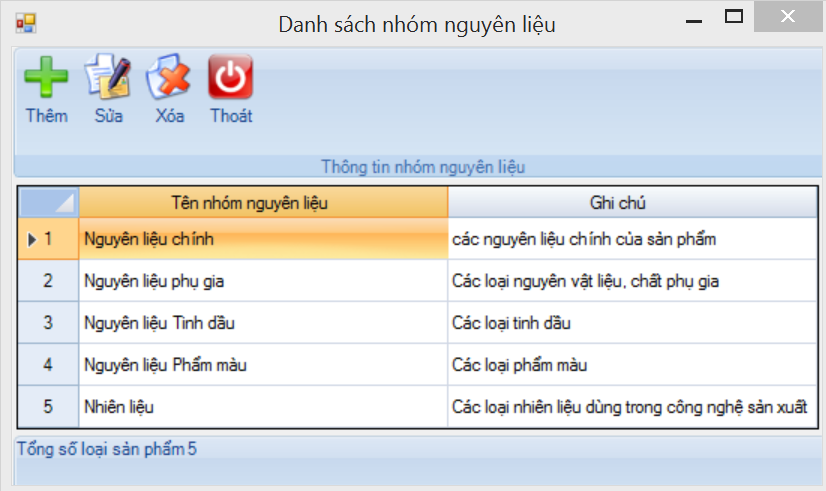 Danh sách nhóm nguyên liệu
Thêm Sửa Xóa Thoát
Thông tin nhóm nguyên liệu
Tên nhóm nguyên liệu Ghi chú
1 Nguyên liệu chính các nguyên liệu chính của sản phẩm
2 Nguyên liệu phụ gia Các loại nguyên vật liệu, chất phụ gia
3 Nguyên liệu Tinh dầu Các loại tinh dầu
4 Nguyên liệu Phẩm màu Các loại phẩm màu
5 Nhiên liệu Các loại nhiên liệu dùng trong công nghệ sản xuất
Tổng số loại sản phẩm 5